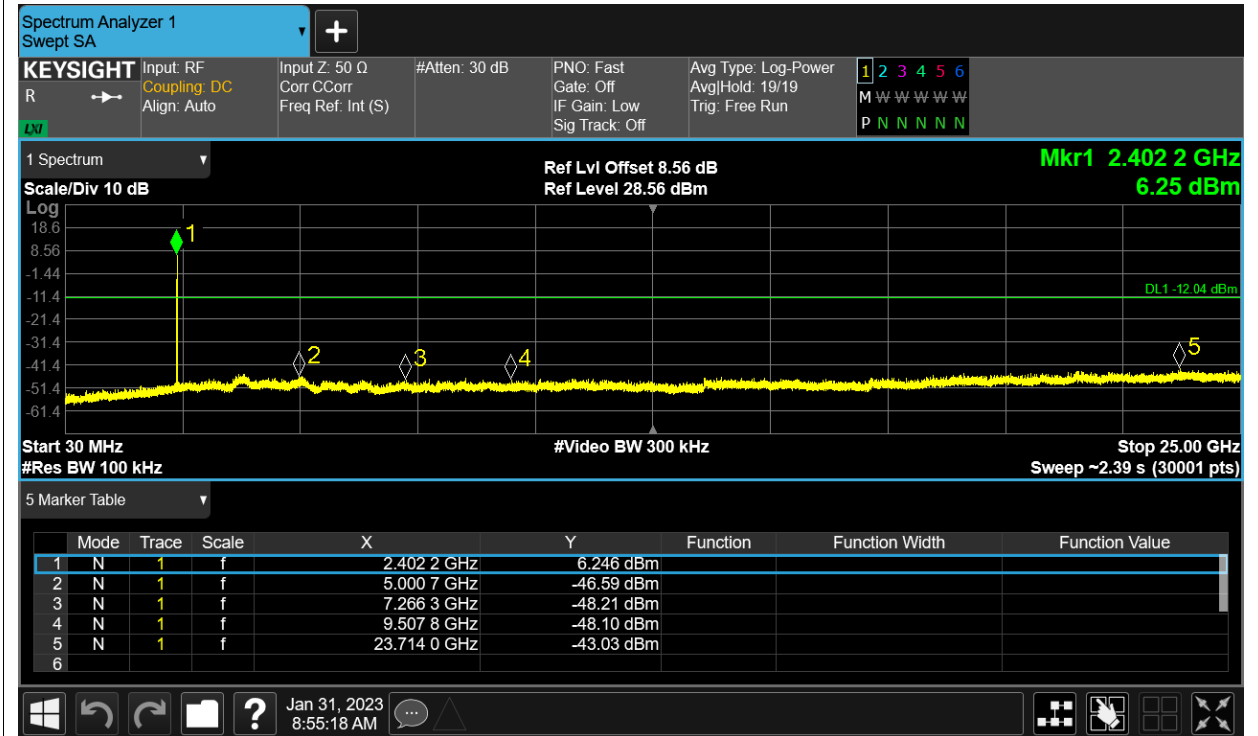 Spectrum Analyzer 1
Swept SA
+
KEYSIGHT Input: RF Input Z: 50 Ω #Atten: 30 dB PNO: Fast Avg Type: Log-Power 1 2 3 4 5 6
R Coupling: DC Corr CCorr Gate: Off Avg|Hold: 19/19 M W W W W W W
Align: Auto Freq Ref: Int (S) IF Gain: Low Trig: Free Run
LXI Sig Track: Off P N N N N N N
1 Spectrum Ref Lvl Offset 8.56 dB Mkr1 2.402 2 GHz
Scale/Div 10 dB Ref Level 28.56 dBm 6.25 dBm
Log
18.6 1
8.56
-1.44
-11.4 DL1 -12.04 dBm
-21.4
-31.4
-41.4 2 3 4 5
-51.4
-61.4
Start 30 MHz #Video BW 300 kHz Stop 25.00 GHz
#Res BW 100 kHz Sweep ~2.39 s (30001 pts)
5 Marker Table
Mode Trace Scale X Y Function Function Width Function Value
1 N 1 f 2.402 2 GHz 6.246 dBm
2 N 1 f 5.000 7 GHz -46.59 dBm
3 N 1 f 7.266 3 GHz -48.21 dBm
4 N 1 f 9.507 8 GHz -48.10 dBm
5 N 1 f 23.714 0 GHz -43.03 dBm
6
? Jan 31, 2023
8:55:18 AM